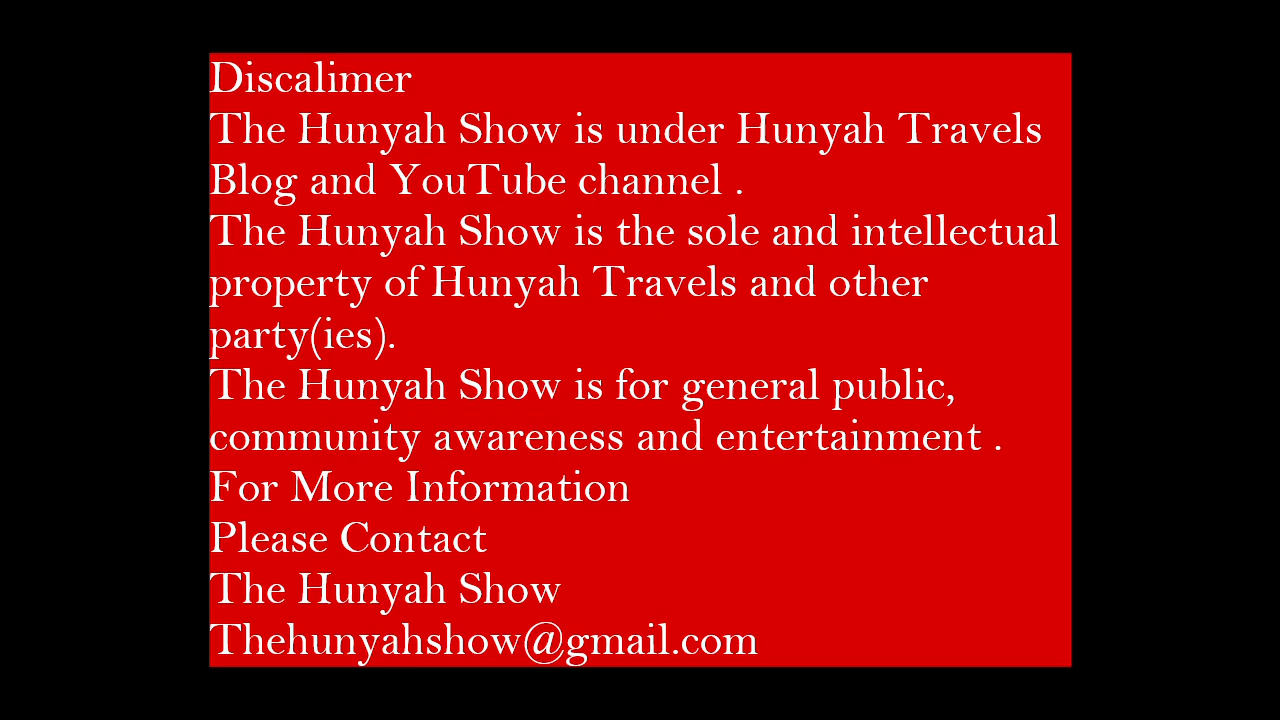 Discalimer
The Hunyah Show is under Hunyah Travels
Blog and YouTube channel .
The Hunyah Show is the sole and intellectual
property of Hunyah Travels and other
party(ies).
The Hunyah Show is for general public,
community awareness and entertainment .
For More Information
Please Contact
The Hunyah Show
Thehunyahshow@gmail.com